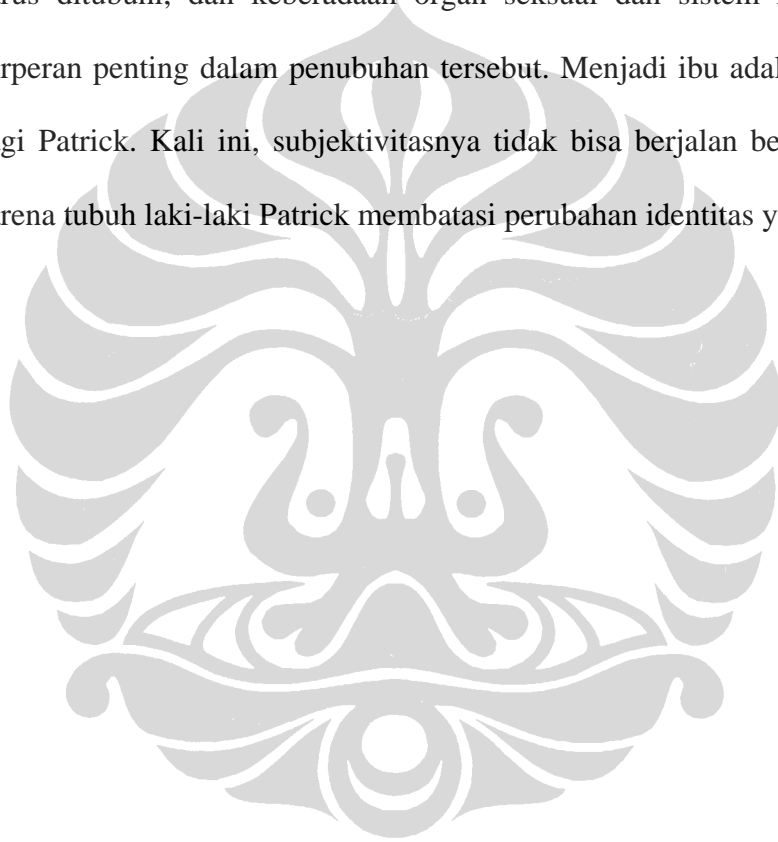 rus ditubuhi, dan keberadaan organ seksual dan sistem
rperan penting dalam penubuhan tersebut. Menjadi ibu adal
gi Patrick. Kali ini, subjektivitasnya tidak bisa berjalan be
rena tubuh laki-laki Patrick membatasi perubahan identitas y